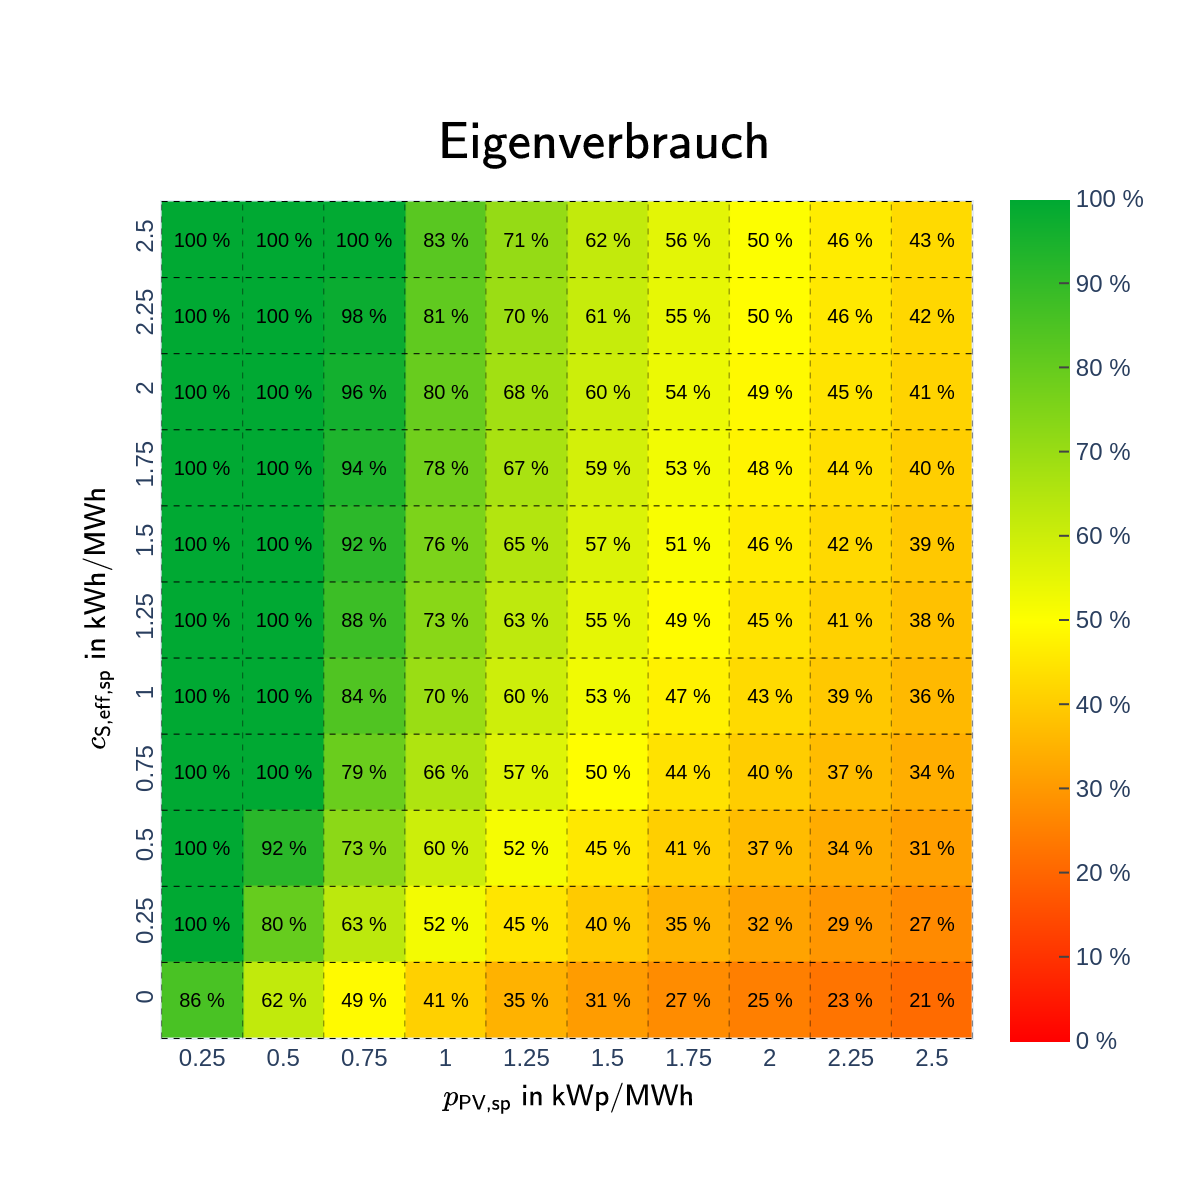 Eigenverbrauch
2.5 100 % 100 % 100 % 83 % 71 % 62 % 56 % 50 % 46 % 43 %
2.25 100 % 100 % 98 % 81 % 70 % 61 % 55 % 50 % 46 % 42 %
2 100 % 100 % 96 % 80 % 68 % 60 % 54 % 49 % 45 % 41 %
1.75 100 % 100 % 94 % 78 % 67 % 59 % 53 % 48 % 44 % 40 %
1.5 100 % 100 % 92 % 76 % 65 % 57 % 51 % 46 % 42 % 39 %
1.25 100 % 100 % 88 % 73 % 63 % 55 % 49 % 45 % 41 % 38 %
1 100 % 100 % 84 % 70 % 60 % 53 % 47 % 43 % 39 % 36 %
0.75 100 % 100 % 79 % 66 % 57 % 50 % 44 % 40 % 37 % 34 %
0.5 100 % 92 % 73 % 60 % 52 % 45 % 41 % 37 % 34 % 31 %
0.25 100 % 80 % 63 % 52 % 45 % 40 % 35 % 32 % 29 % 27 %
0 86 % 62 % 49 % 41 % 35 % 31 % 27 % 25 % 23 % 21 %
0.25 0.5 0.75 1 1.25 1.5 1.75 2 2.25 2.5
p PV,sp in kWp/MWh
c S,eff,sp in kWh/MWh
100 %
90 %
80 %
70 %
60 %
50 %
40 %
30 %
20 %
10 %
0 %